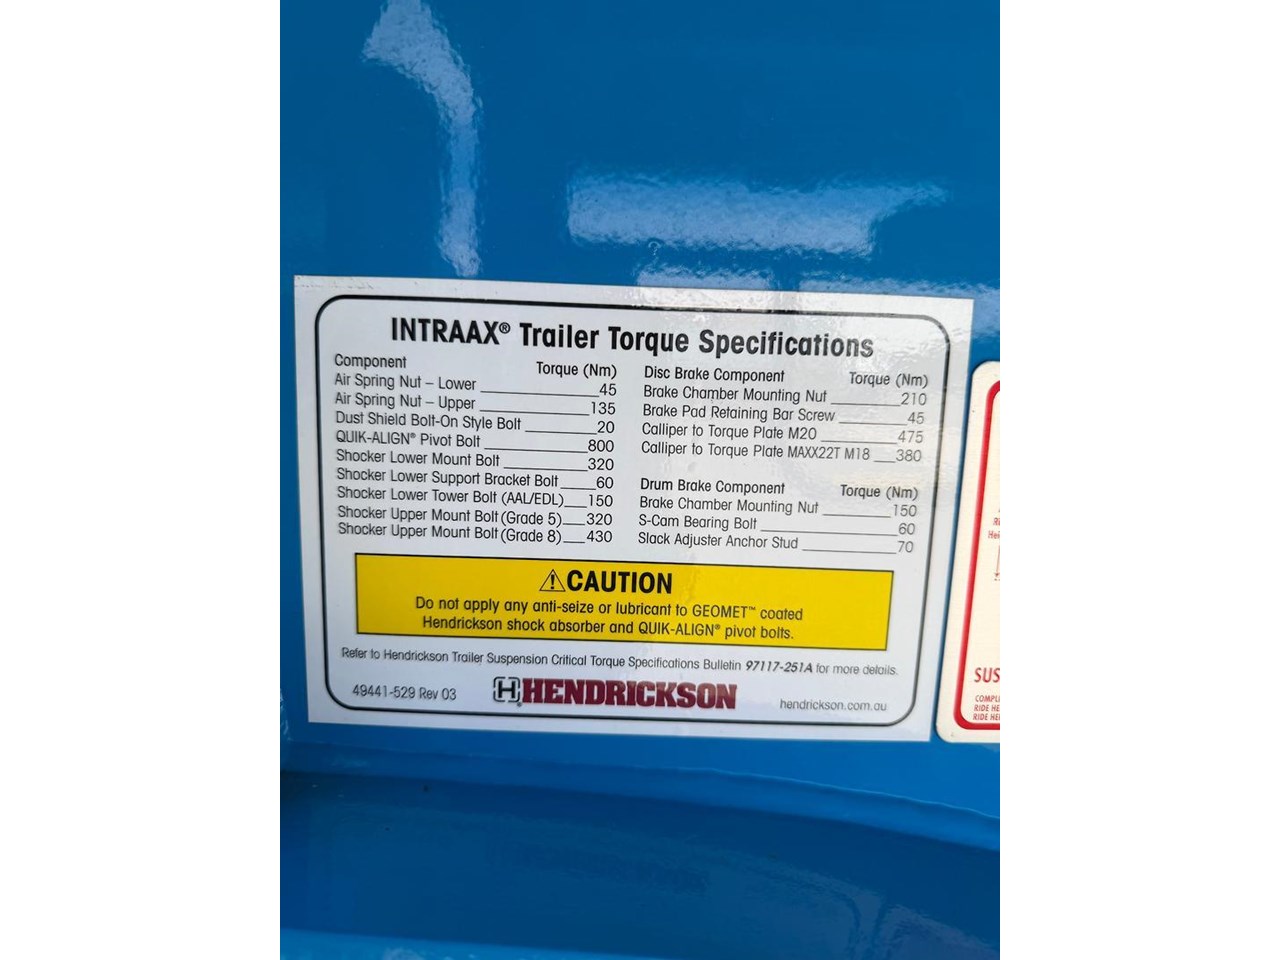 INTRAAX® Trailer Torque Specifications
Component Torque (Nm)
Air Spring Nut – Lower 45
Air Spring Nut – Upper 135
Dust Shield Bolt-On Style Bolt 20
QUIK-ALIGN® Pivot Bolt 800
Shocker Lower Mount Bolt 320
Shocker Lower Support Bracket Bolt 60
Shocker Lower Tower Bolt (AAL/EDL) 150
Shocker Upper Mount Bolt (Grade 5) 320
Shocker Upper Mount Bolt (Grade 8) 430
Disc Brake Component Torque (Nm)
Brake Chamber Mounting Nut 210
Brake Pad Retaining Bar Screw 45
Calliper to Torque Plate M20 475
Calliper to Torque Plate MAXX22T M18 380
Drum Brake Component Torque (Nm)
Brake Chamber Mounting Nut 150
S-Cam Bearing Bolt 60
Slack Adjuster Anchor Stud 70
⚠CAUTION
Do not apply any anti-seize or lubricant to GEOMET™ coated
Hendrickson shock absorber and QUIK-ALIGN® pivot bolts.
Refer to Hendrickson Trailer Suspension Critical Torque Specifications Bulletin 97117-251A for more details.
49441-529 Rev 03
HENDRICKSON
hendrickson.com.au
SUS
COMPL
RIDE HE
RIDE HE